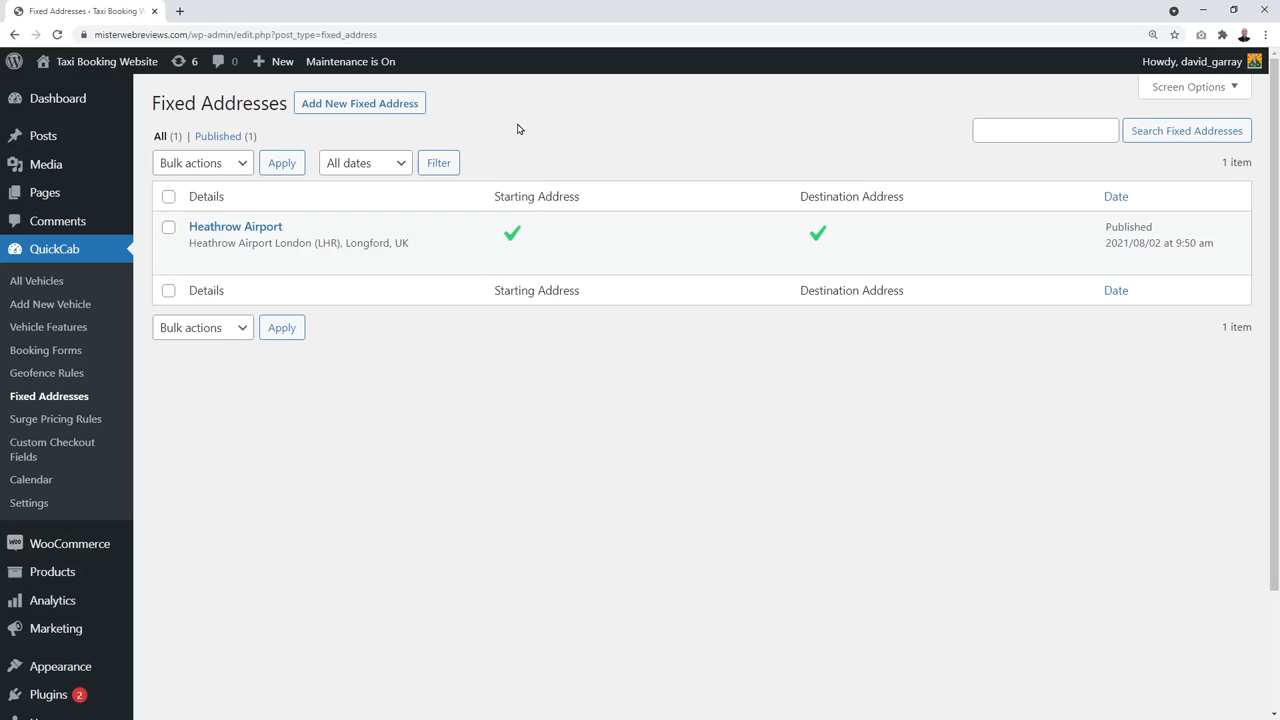 Fixed Addresses ‹ Taxi Booking W
misterwebreviews.com/wp-admin/edit.php?post_type=fixed_address
Taxi Booking Website
6
0
New
Maintenance is On
Howdy, david_garray
Dashboard
Posts
Media
Pages
Comments
QuickCab
All Vehicles
Add New Vehicle
Vehicle Features
Booking Forms
Geofence Rules
Fixed Addresses
Surge Pricing Rules
Custom Checkout
Fields
Calendar
Settings
WooCommerce
Products
Analytics
Marketing
Appearance
Plugins 2
Screen Options
Fixed Addresses
Add New Fixed Address
All (1) | Published (1)
Search Fixed Addresses
Bulk actions
Apply
All dates
Filter
1 item
Details Starting Address Destination Address Date
Heathrow Airport
Heathrow Airport London (LHR), Longford, UK
Published
2021/08/02 at 9:50 am
Details Starting Address Destination Address Date
Bulk actions
Apply
1 item